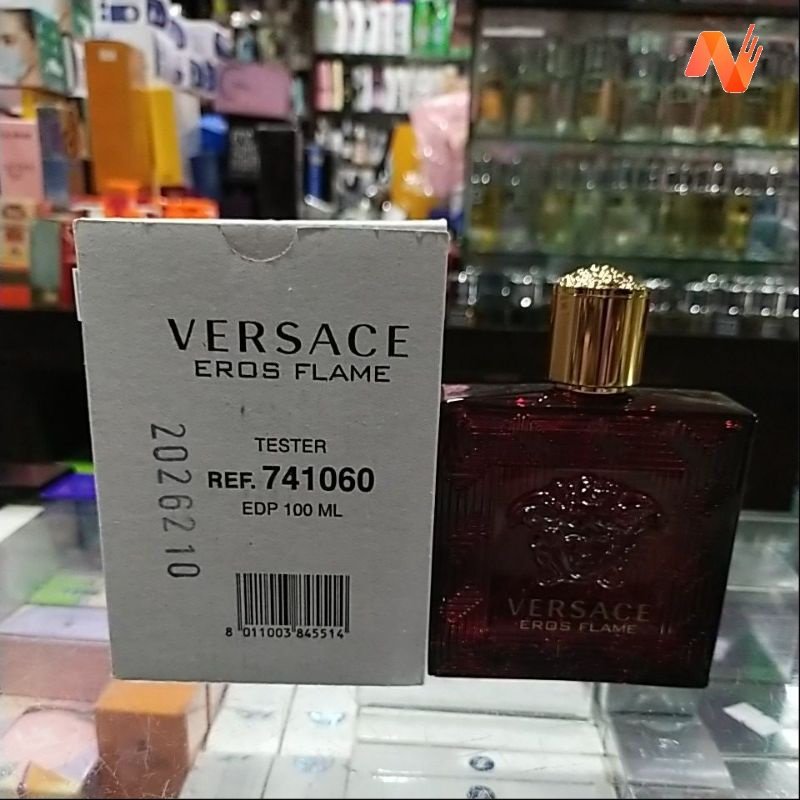 VERSACE
EROS FLAME
TESTER
REF. 741060
EDP 100 ML
2026210
8 011003 845514
VERSACE
EROS FLAME